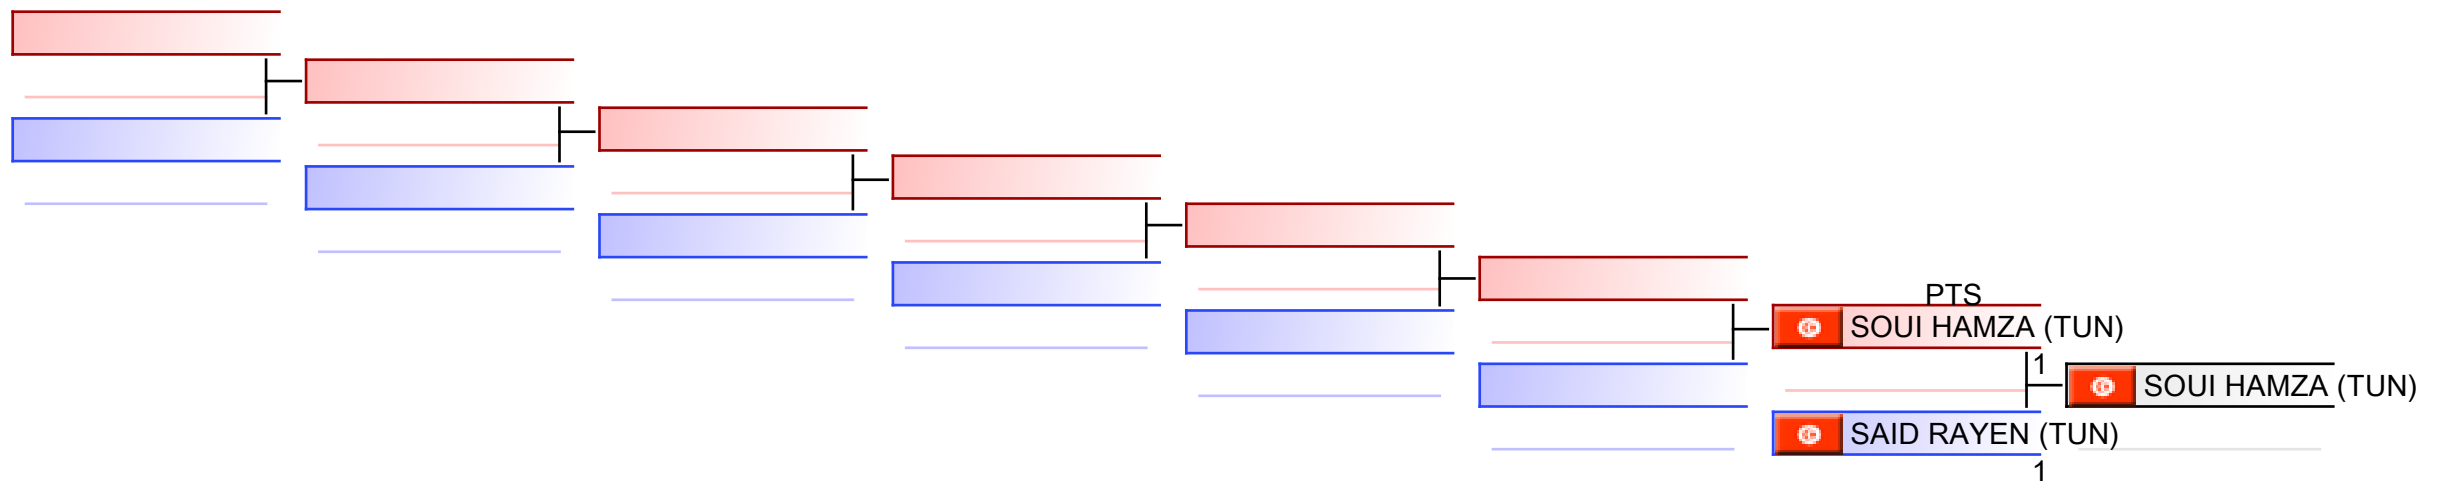 PTS
SOUI HAMZA (TUN)
1
SOUI HAMZA (TUN)
SAID RAYEN (TUN)
1